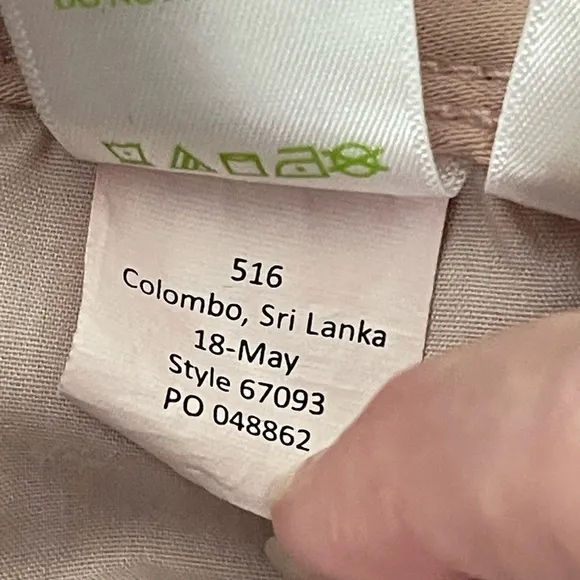 516
Colombo, Sri Lanka
18-May
Style 67093
PO 048862